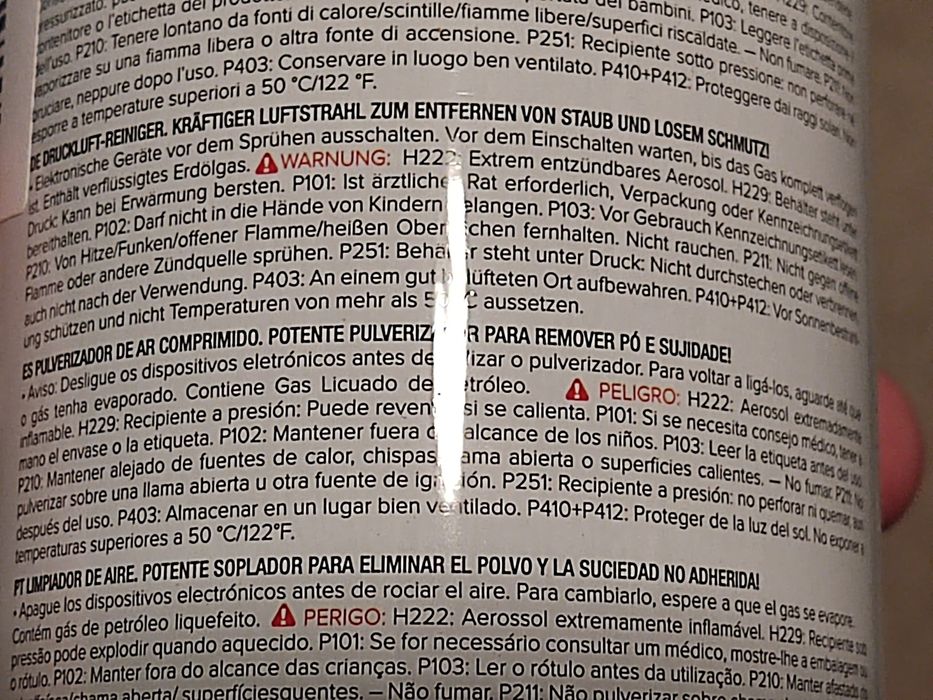 pressurizzato.
contenitore o l'etichetta dei bambini. P103: Leggere l'etichetta prima
dell'uso. P210: Tenere lontano da fonti di calore/scintille/fiamme libere/superfici riscaldate. – Non fumare. P211: Non
vaporizzare su una fiamma libera o altra fonte di accensione. P251: Recipiente sotto pressione: non perforare né
bruciare, neppure dopo l'uso. P403: Conservare in luogo ben ventilato. P410+P412: Proteggere dai raggi solari. Non
esporre a temperature superiori a 50 °C/122 °F.
DE DRUCKLUFT-REINIGER. KRÄFTIGER LUFTSTRAHL ZUM ENTFERNEN VON STAUB UND LOSEM SCHMUTZ!
• Elektronische Geräte vor dem Sprühen ausschalten. Vor dem Einschalten warten, bis das Gas komplett verflogen
ist. Enthält verflüssigtes Erdölgas. WARNUNG: H222: Extrem entzündbares Aerosol. H229: Behälter steht unter
Druck: Kann bei Erwärmung bersten. P101: Ist ärztlicher Rat erforderlich, Verpackung oder Kennzeichnungsetikett
bereithalten. P102: Darf nicht in die Hände von Kindern gelangen. P103: Vor Gebrauch Kennzeichnungsetikett lesen.
P210: Von Hitze/Funken/offener Flamme/heißen Oberflächen fernhalten. Nicht rauchen. P211: Nicht gegen offene
Flamme oder andere Zündquelle sprühen. P251: Behälter steht unter Druck: Nicht durchstechen oder verbrennen,
auch nicht nach der Verwendung. P403: An einem gut belüfteten Ort aufbewahren. P410+P412: Vor Sonnenbestrahl-
ung schützen und nicht Temperaturen von mehr als 50 °C aussetzen.
ES PULVERIZADOR DE AR COMPRIMIDO. POTENTE PULVERIZADOR PARA REMOVER PÓ E SUJIDADE!
• Aviso: Desligue os dispositivos eletrónicos antes de utilizar o pulverizador. Para voltar a ligá-los, aguarde até que
o gás tenha evaporado. Contiene Gas Licuado de Petróleo. PELIGRO: H222: Aerosol extremadamente
inflamable. H229: Recipiente a presión: Puede reventar si se calienta. P101: Si se necesita consejo médico, tener a
mano el envase o la etiqueta. P102: Mantener fuera del alcance de los niños. P103: Leer la etiqueta antes del uso.
P210: Mantener alejado de fuentes de calor, chispas, llama abierta o superficies calientes. – No fumar. P211: No
pulverizar sobre una llama abierta u otra fuente de ignición. P251: Recipiente a presión: no perforar ni quemar, aun
después del uso. P403: Almacenar en un lugar bien ventilado. P410+P412: Proteger de la luz del sol. No exponer a
temperaturas superiores a 50 °C/122°F.
PT LIMPIADOR DE AIRE. POTENTE SOPLADOR PARA ELIMINAR EL POLVO Y LA SUCIEDAD NO ADHERIDA!
• Apague los dispositivos electrónicos antes de rociar el aire. Para cambiarlo, espere a que el gas se evapore.
Contém gás de petróleo liquefeito. PERIGO: H222: Aerossol extremamente inflamável. H229: Recipiente sob
pressão pode explodir quando aquecido. P101: Se for necessário consultar um médico, mostre-lhe a embalagem ou
o rótulo. P102: Manter fora do alcance das crianças. P103: Ler o rótulo antes da utilização. P210: Manter afastado
chama aberta/ superfíciesquentes. – Não fumar. P211: Não pulverizar sobre